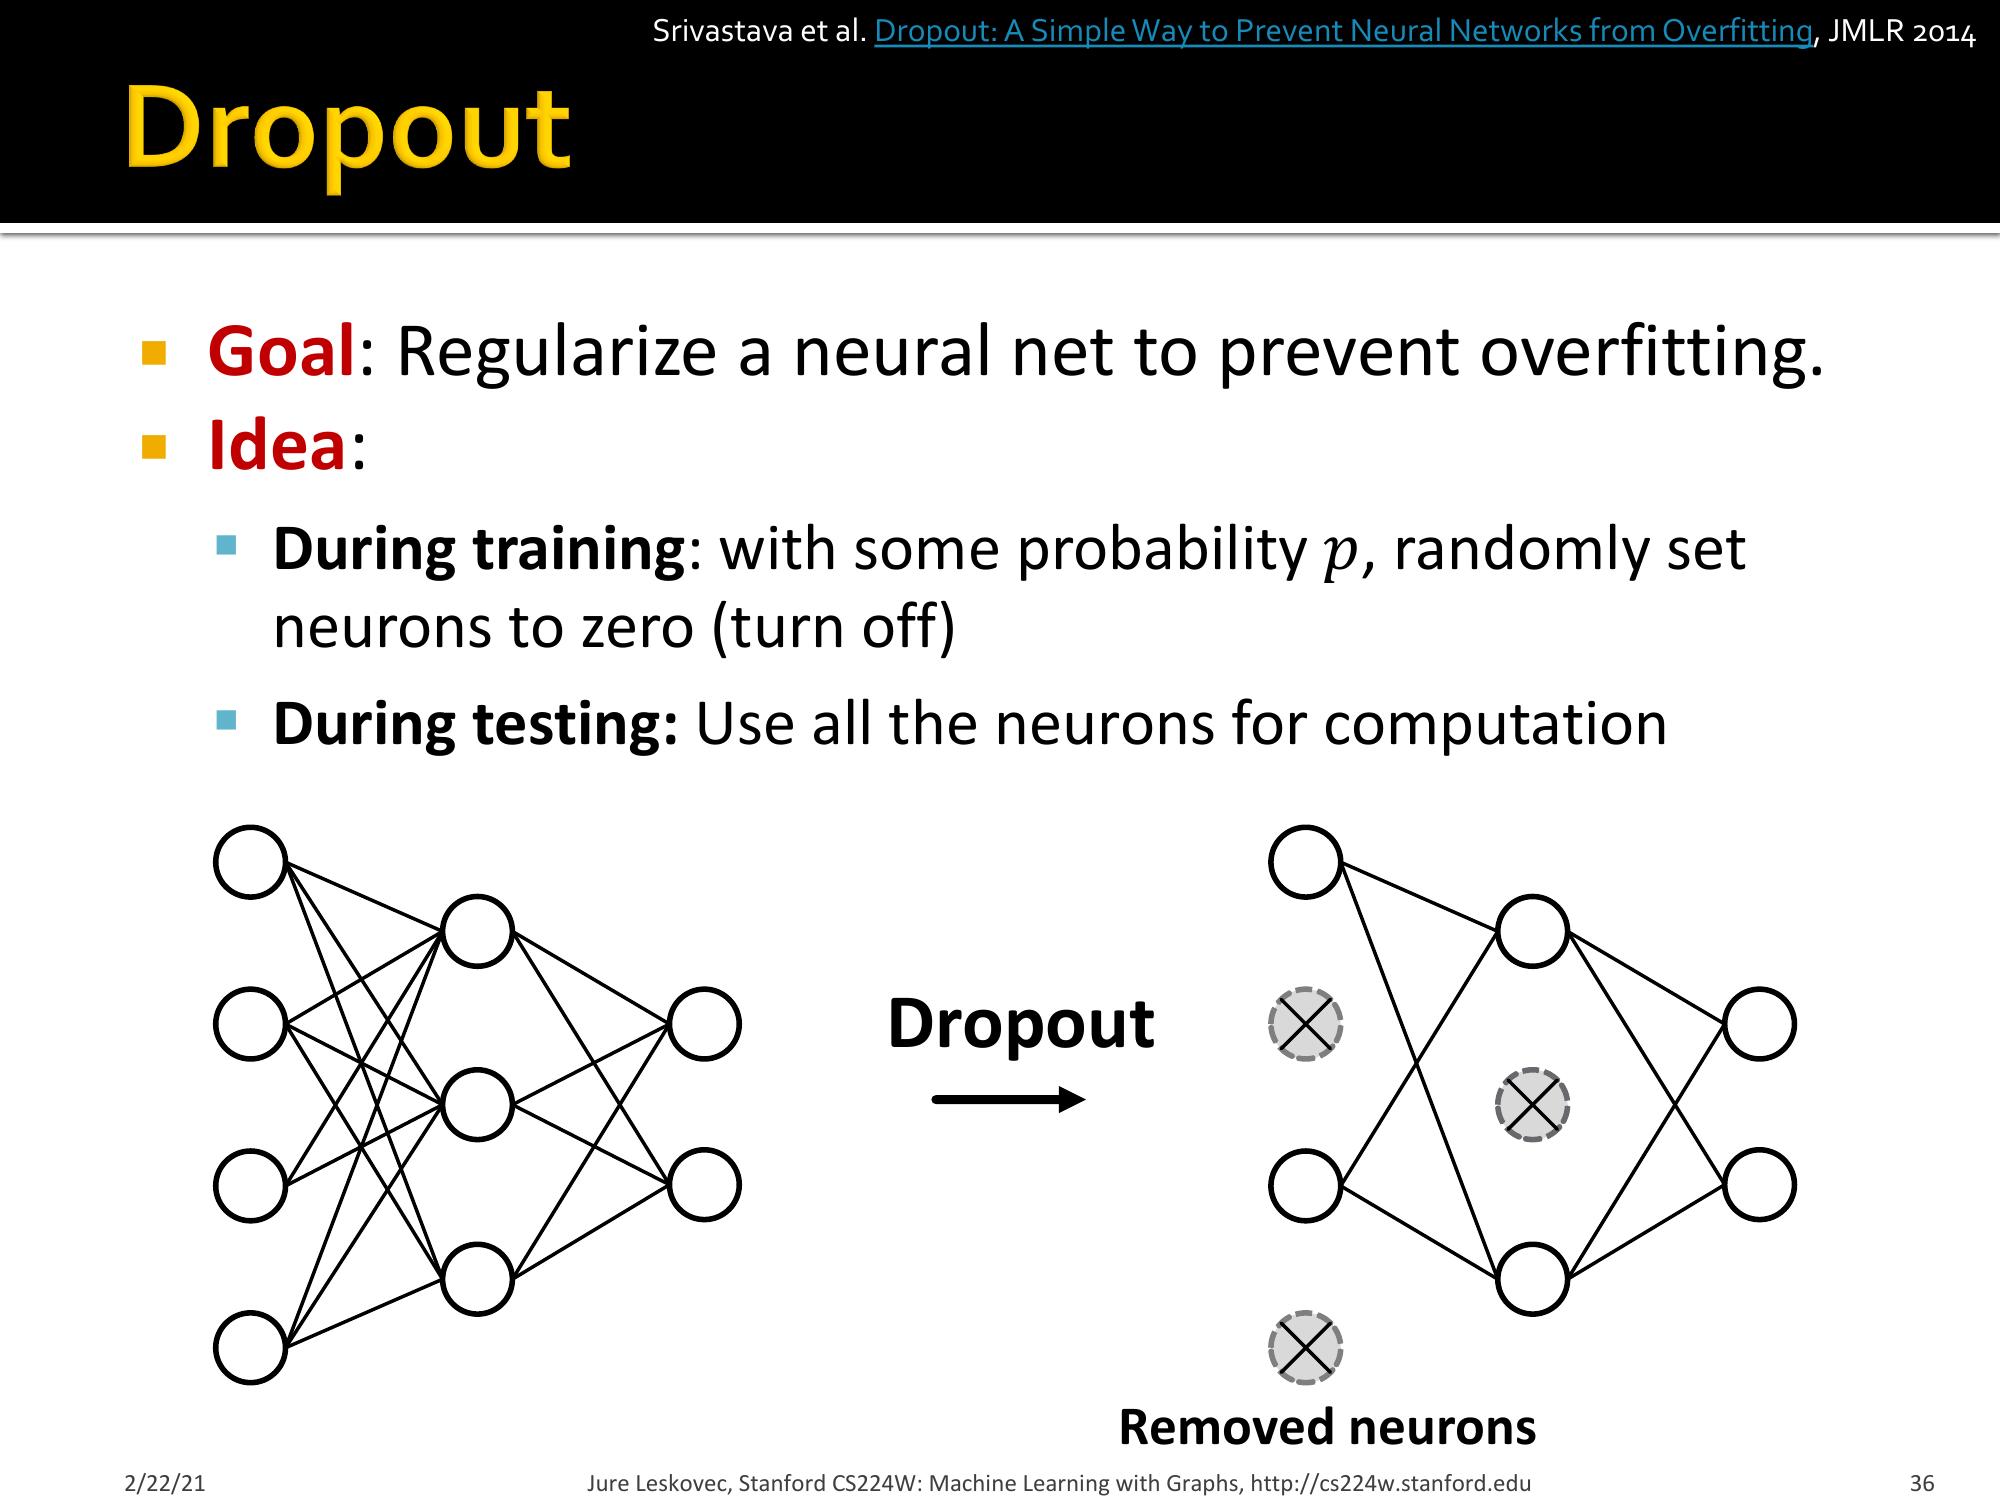 Srivastava et al. Dropout: A Simple Way to Prevent Neural Networks from Overfitting, JMLR 2014
Dropout
Goal: Regularize a neural net to prevent overfitting.
Idea:
During training: with some probability 𝑝, randomly set
neurons to zero (turn off)
During testing: Use all the neurons for computation
Dropout
Removed neurons
2/22/21
Jure Leskovec, Stanford CS224W: Machine Learning with Graphs, http://cs224w.stanford.edu
36